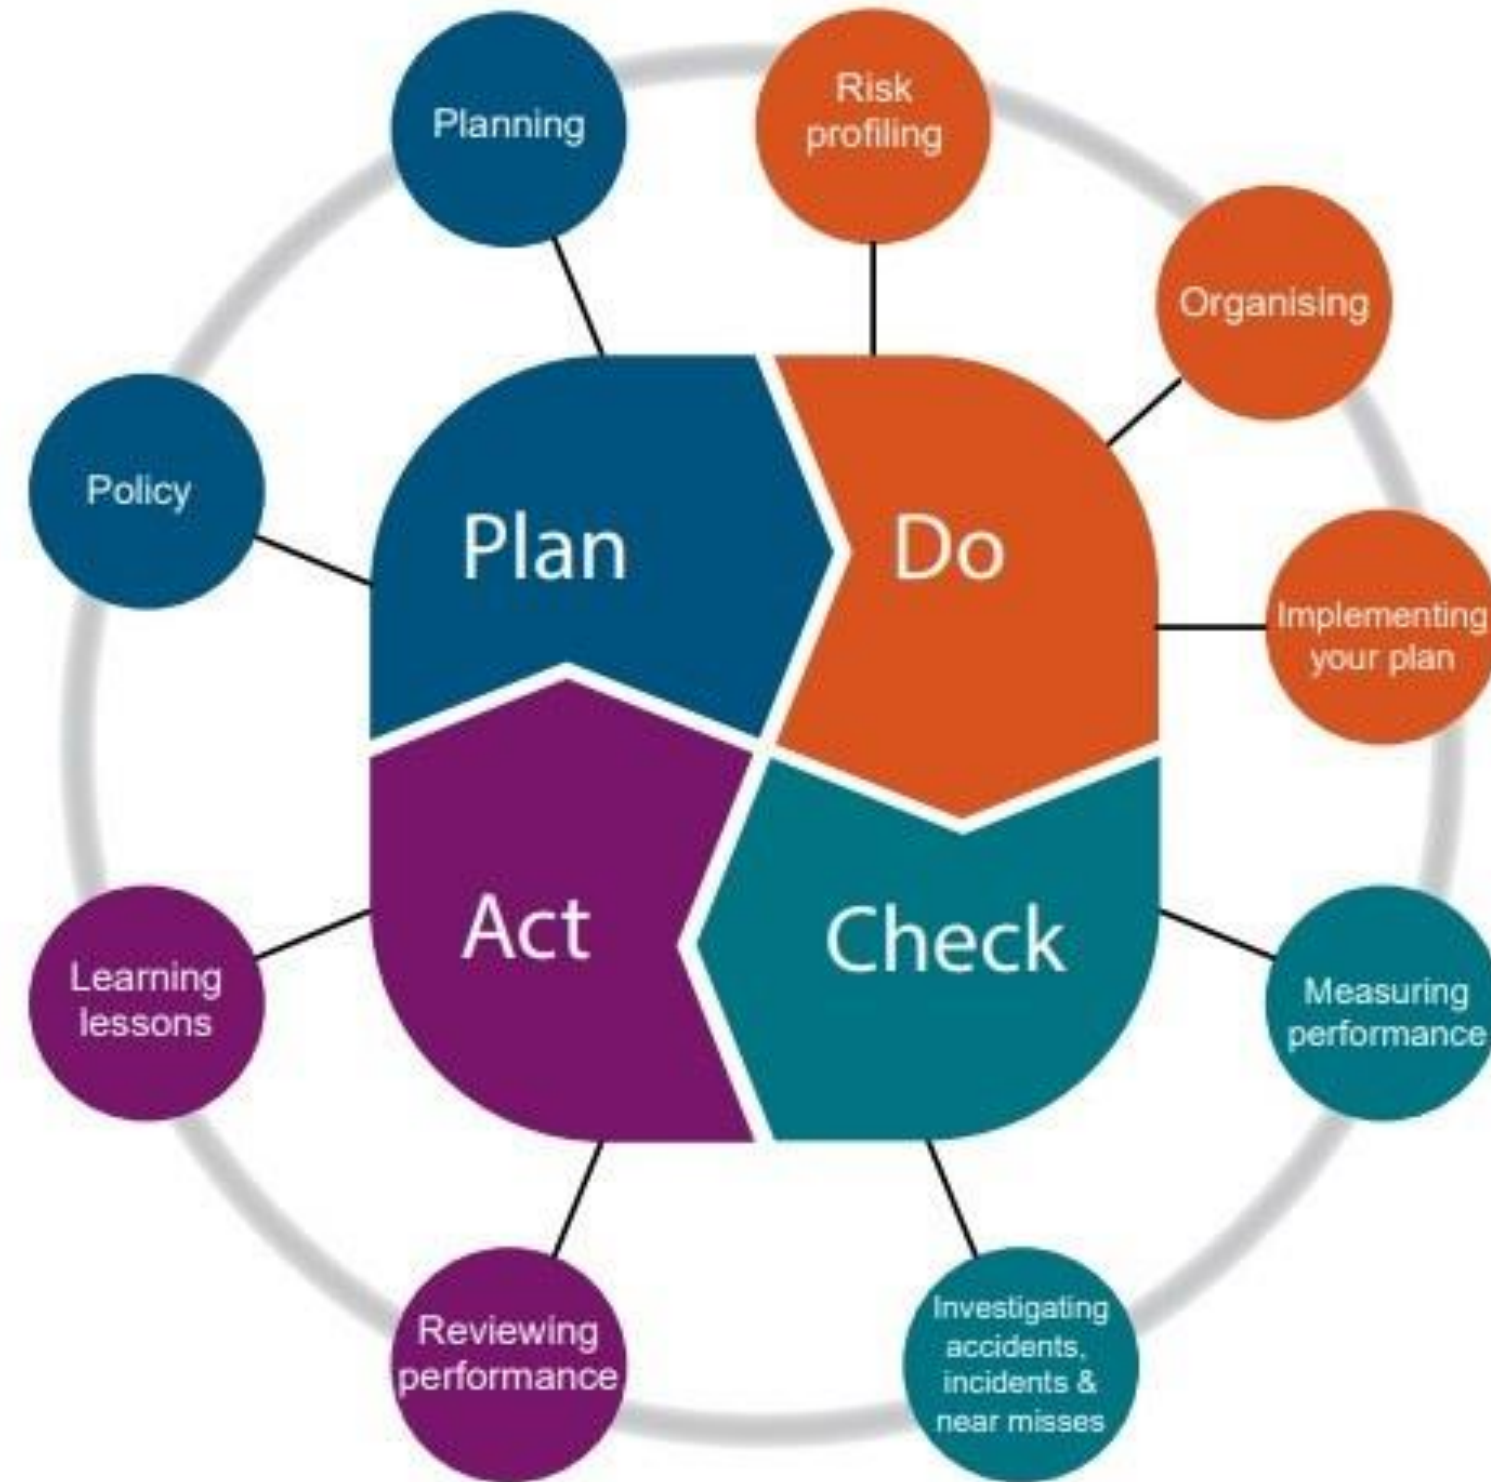 Planning
Risk
profiling
Organising
Policy
Plan
Do
Implementing
your plan
Act
Check
Learning
lessons
Measuring
performance
Reviewing
performance
Investigating
accidents,
incidents &
near misses